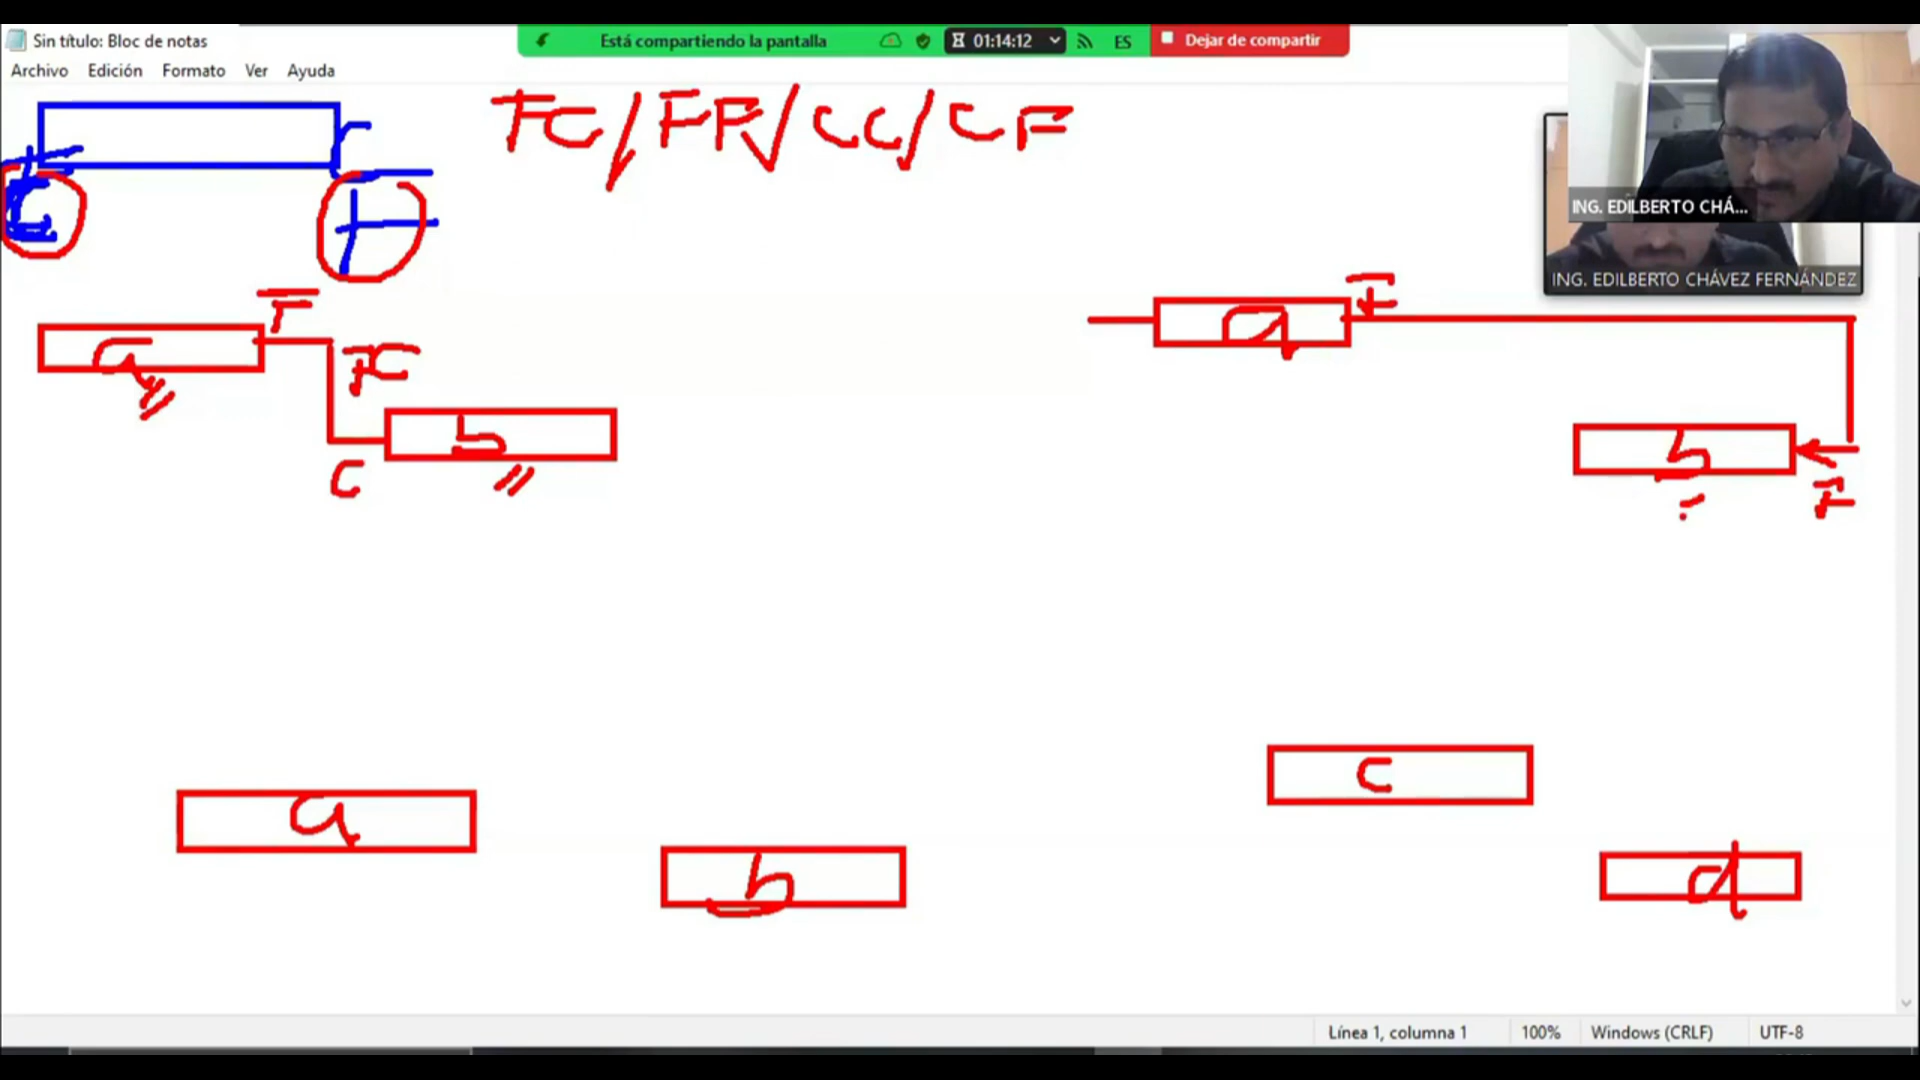 Sin título: Bloc de notas
Está compartiendo la pantalla
01:14:12
ES
Dejar de compartir
Archivo Edición Formato Ver Ayuda
FC/FF/CC/CF
C
F
ING. EDILBERTO CHÁ...
ING. EDILBERTO CHÁVEZ FERNÁNDEZ
F
a
FC
b
C
F
a
b
F
a
b
c
d
Línea 1, columna 1
100%
Windows (CRLF)
UTF-8